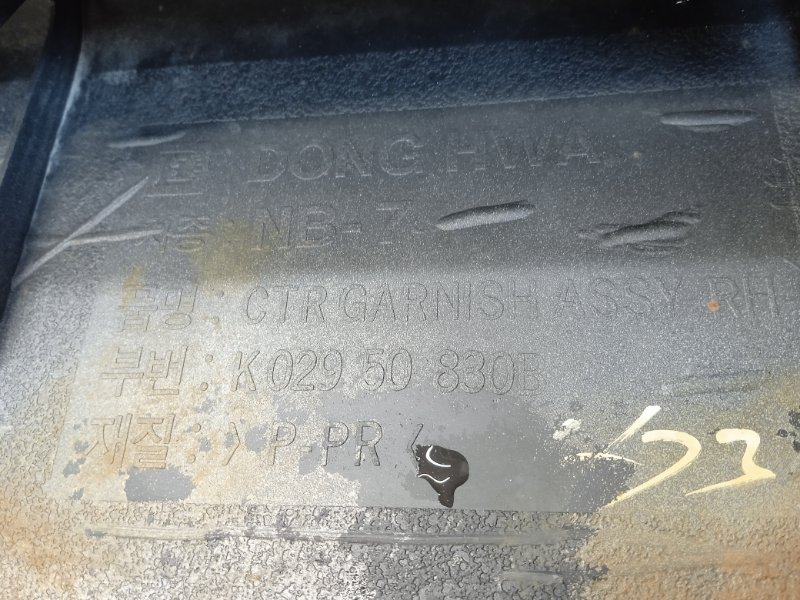 DONG HWA
차종 : NB-7
품명 : CTR GARNISH ASSY RH
부번 : K029 50 830B
재질 : >P-PR<